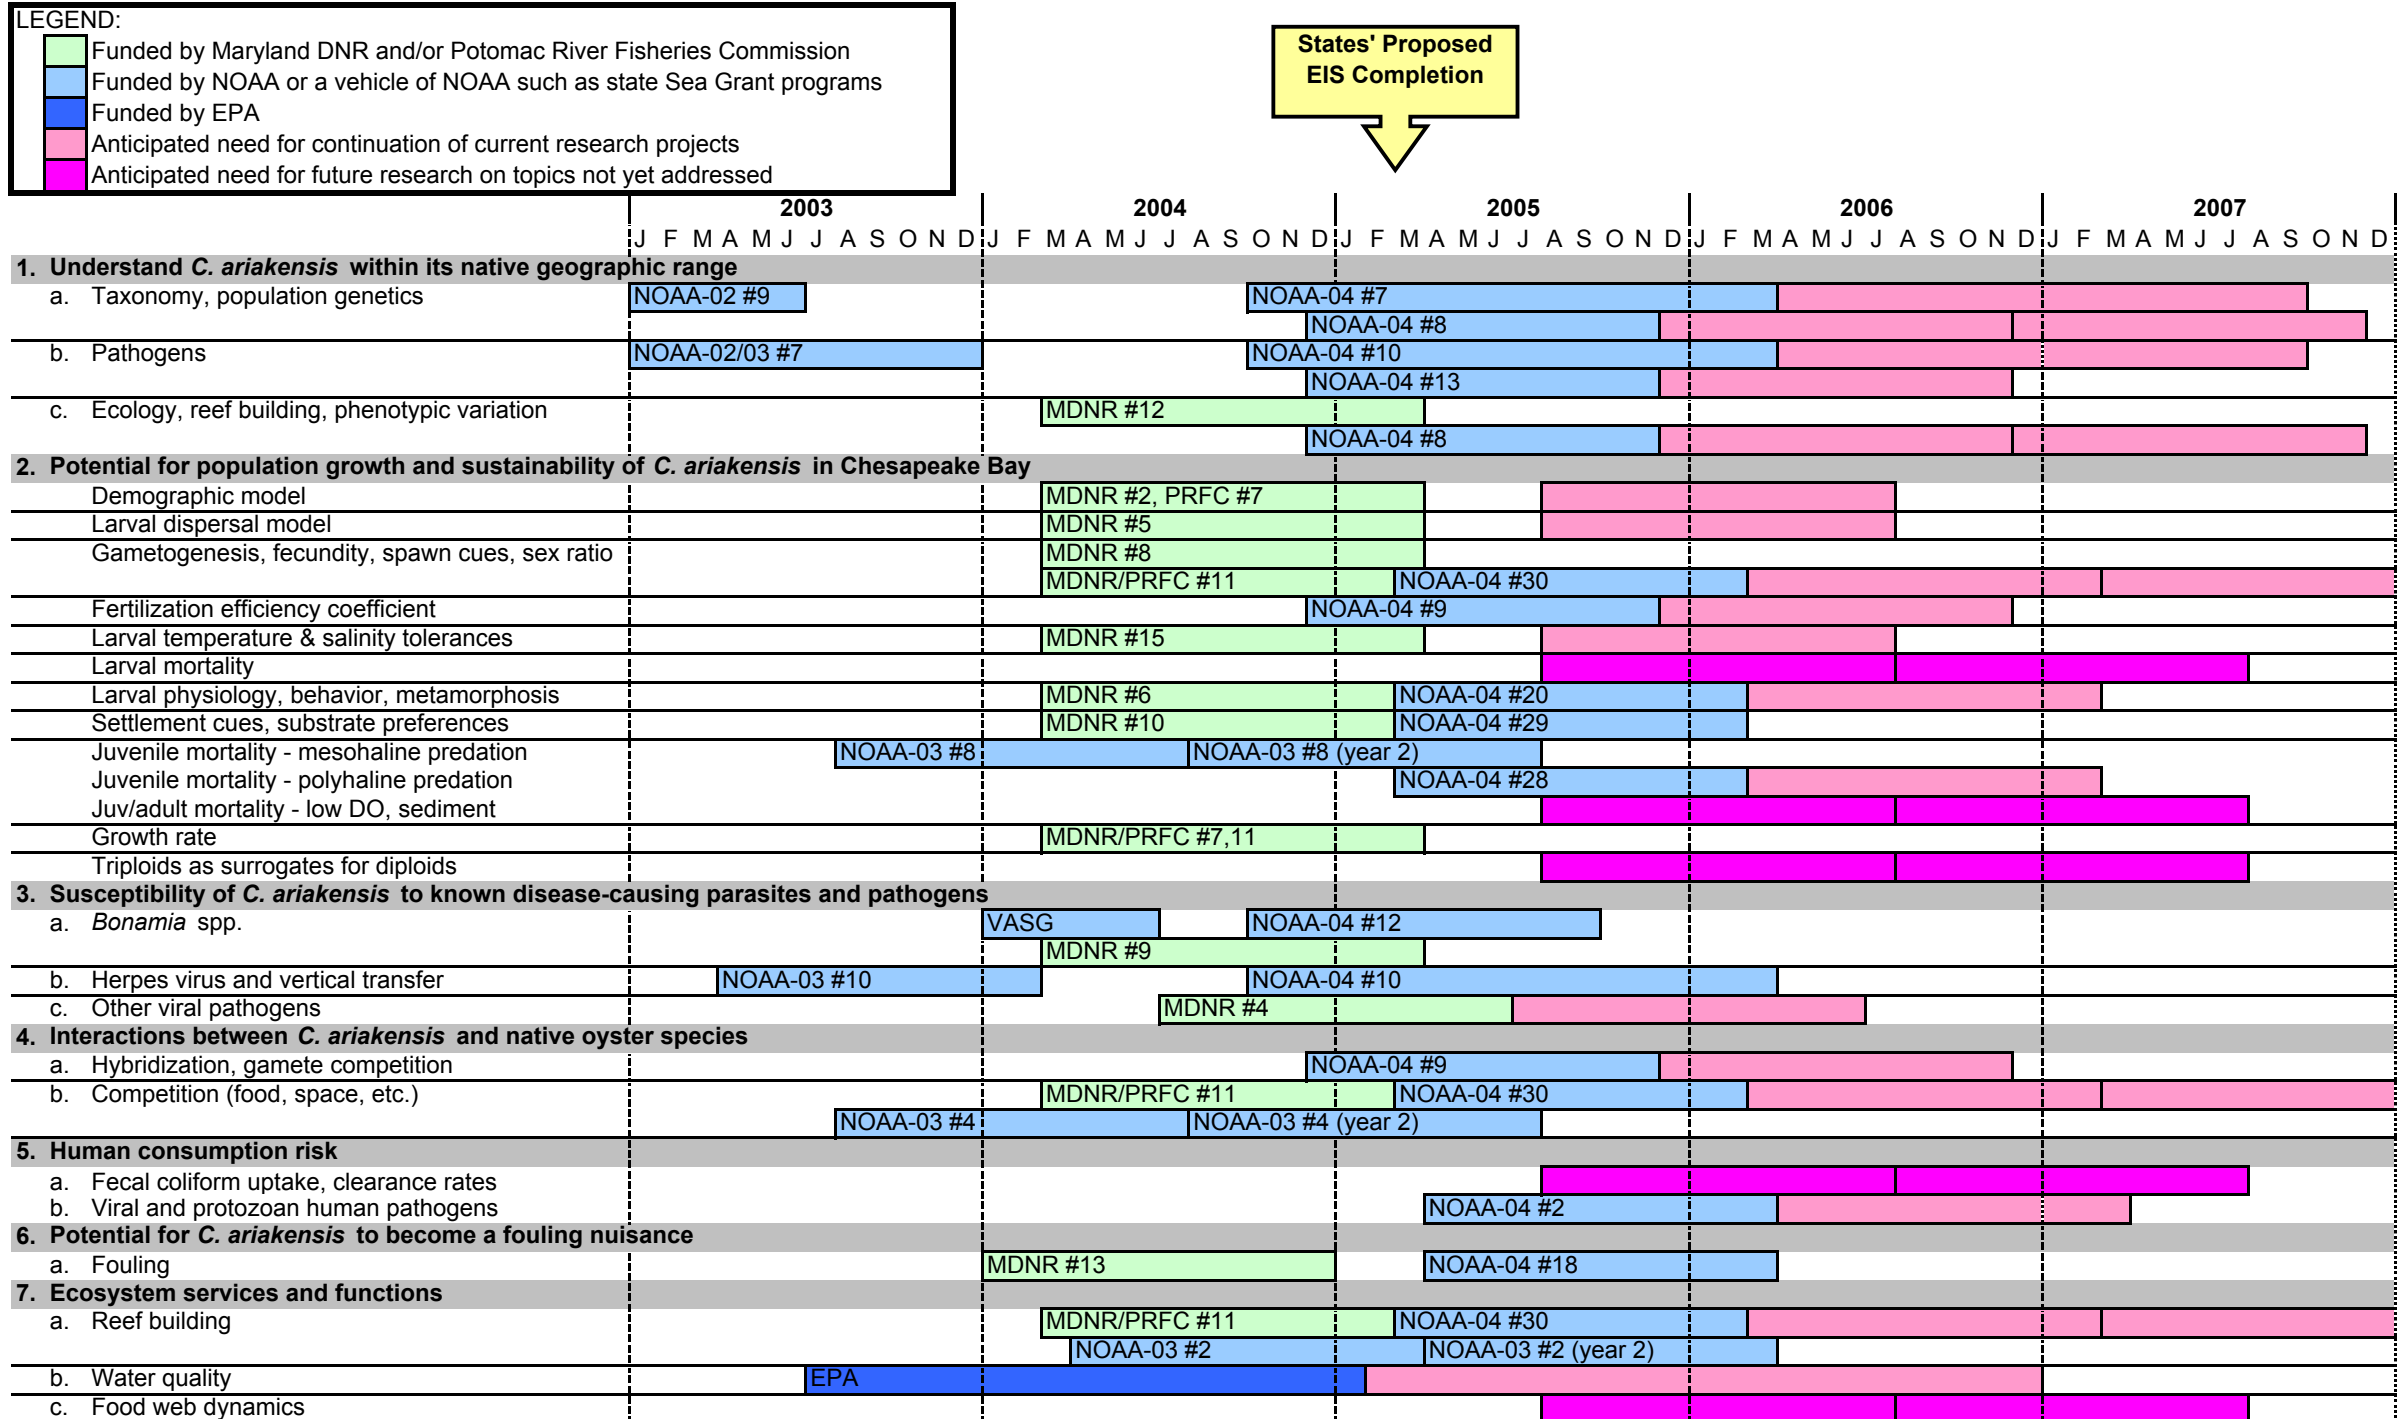 LEGEND:
Funded by Maryland DNR and/or Potomac River Fisheries Commission
Funded by NOAA or a vehicle of NOAA such as state Sea Grant programs
Funded by EPA
Anticipated need for continuation of current research projects
Anticipated need for future research on topics not yet addressed
States' Proposed
EIS Completion
2003 2004 2005 2006 2007
J F M A M J J A S O N D J F M A M J J A S O N D J F M A M J J A S O N D J F M A M J J A S O N D J F M A M J J A S O N D
1. Understand C. ariakensis within its native geographic range
a. Taxonomy, population genetics NOAA-02 #9 NOAA-04 #7
NOAA-04 #8
b. Pathogens NOAA-02/03 #7 NOAA-04 #10
NOAA-04 #13
c. Ecology, reef building, phenotypic variation MDNR #12
NOAA-04 #8
2. Potential for population growth and sustainability of C. ariakensis in Chesapeake Bay
Demographic model MDNR #2, PRFC #7
Larval dispersal model MDNR #5
Gametogenesis, fecundity, spawn cues, sex ratio MDNR #8
MDNR/PRFC #11 NOAA-04 #30
Fertilization efficiency coefficient NOAA-04 #9
Larval temperature & salinity tolerances MDNR #15
Larval mortality
Larval physiology, behavior, metamorphosis MDNR #6 NOAA-04 #20
Settlement cues, substrate preferences MDNR #10 NOAA-04 #29
Juvenile mortality - mesohaline predation NOAA-03 #8 NOAA-03 #8 (year 2)
Juvenile mortality - polyhaline predation NOAA-04 #28
Juv/adult mortality - low DO, sediment
Growth rate MDNR/PRFC #7,11
Triploids as surrogates for diploids
3. Susceptibility of C. ariakensis to known disease-causing parasites and pathogens
a. Bonamia spp. VASG NOAA-04 #12
MDNR #9
b. Herpes virus and vertical transfer NOAA-03 #10 NOAA-04 #10
c. Other viral pathogens MDNR #4
4. Interactions between C. ariakensis and native oyster species
a. Hybridization, gamete competition NOAA-04 #9
b. Competition (food, space, etc.) MDNR/PRFC #11 NOAA-04 #30
NOAA-03 #4 NOAA-03 #4 (year 2)
5. Human consumption risk
a. Fecal coliform uptake, clearance rates
b. Viral and protozoan human pathogens NOAA-04 #2
6. Potential for C. ariakensis to become a fouling nuisance
a. Fouling MDNR #13 NOAA-04 #18
7. Ecosystem services and functions
a. Reef building MDNR/PRFC #11 NOAA-04 #30
NOAA-03 #2 NOAA-03 #2 (year 2)
b. Water quality EPA
c. Food web dynamics